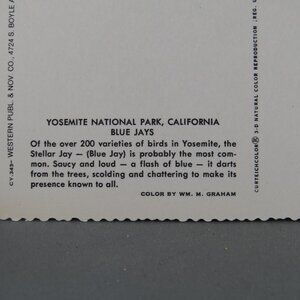 YOSEMITE NATIONAL PARK, CALIFORNIA
BLUE JAYS
Of the over 200 varieties of birds in Yosemite, the
Stellar Jay — (Blue Jay) is probably the most com-
mon. Saucy and loud — a flash of blue — it darts
from the trees, scolding and chattering to make its
presence known to all.
COLOR BY WM. M. GRAHAM
CY-345— WESTERN PUBL. & NOV. CO., 4724 S. BOYLE
CURTEICHCOLOR® 3-D NATURAL COLOR REPRODUCTION